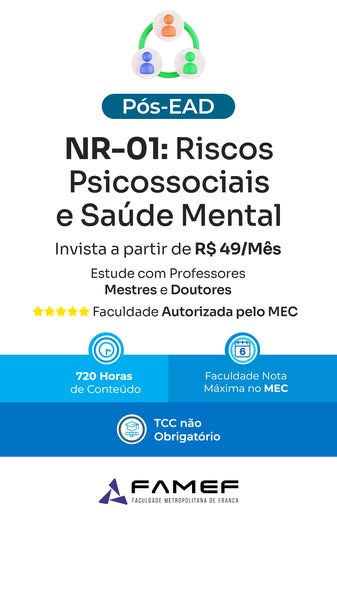 Pós-EAD
NR-01: Riscos
Psicossociais
e Saúde Mental
Invista a partir de R$ 49/Mês
Estude com Professores
Mestres e Doutores
Faculdade Autorizada pelo MEC
720 Horas
de Conteúdo
6
Faculdade Nota
Máxima no MEC
TCC não
Obrigatório
FAMEF
FACULDADE METROPOLITANA DE FRANCA